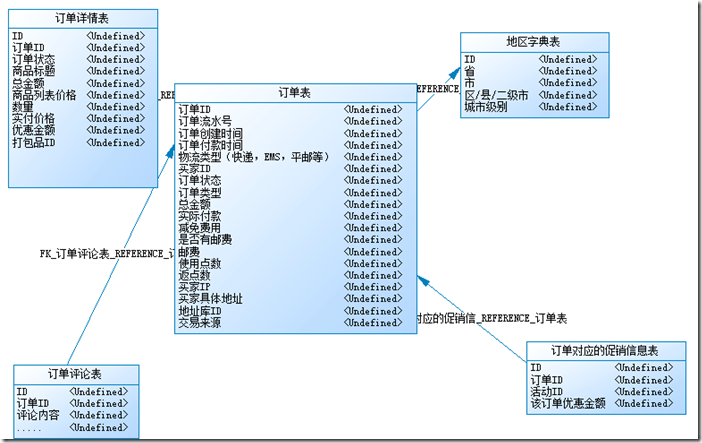 订单详情表
ID <Undefined>
订单ID <Undefined>
订单状态 <Undefined>
商品标题 <Undefined>
总金额 <Undefined>
商品列表价格 <Undefined>
数量 <Undefined>
实付价格 <Undefined>
优惠金额 <Undefined>
打包品ID <Undefined>
地区字典表
ID <Undefined>
省 <Undefined>
市 <Undefined>
区/县/二级市 <Undefined>
城市级别 <Undefined>
订单表
订单ID <Undefined>
订单流水号 <Undefined>
订单创建时间 <Undefined>
订单付款时间 <Undefined>
物流类型（快递，EMS，平邮等） <Undefined>
买家ID <Undefined>
订单状态 <Undefined>
订单类型 <Undefined>
总金额 <Undefined>
实际付款 <Undefined>
减免费用 <Undefined>
是否有邮费 <Undefined>
邮费 <Undefined>
使用点数 <Undefined>
返点数 <Undefined>
买家IP <Undefined>
买家具体地址 <Undefined>
地址库ID <Undefined>
交易来源 <Undefined>
FK_订单评论表_REFERENCE_订
对应的促销信_REFERENCE_订单表
订单评论表
ID <Undefined>
订单ID <Undefined>
评论内容 <Undefined>
..... <Undefined>
订单对应的促销信息表
ID <Undefined>
订单ID <Undefined>
活动ID <Undefined>
该订单优惠金额 <Undefined>